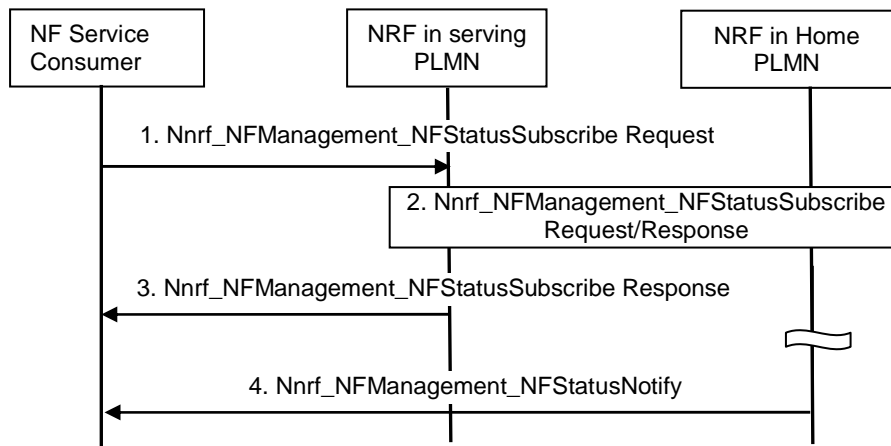 NF Service
Consumer
NRF in serving
PLMN
NRF in Home
PLMN
1. Nnrf_NFManagement_NFStatusSubscribe Request
2. Nnrf_NFManagement_NFStatusSubscribe
Request/Response
3. Nnrf_NFManagement_NFStatusSubscribe Response
4. Nnrf_NFManagement_NFStatusNotify